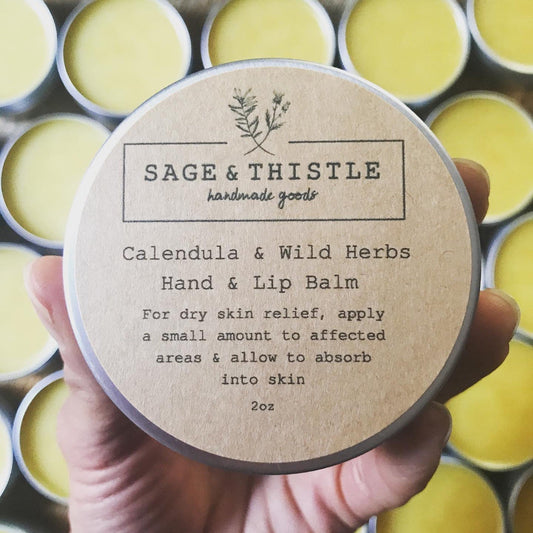 SAGE & THISTLE
handmade goods
Calendula & Wild Herbs
Hand & Lip Balm
For dry skin relief, apply
a small amount to affected
areas & allow to absorb
into skin
2oz